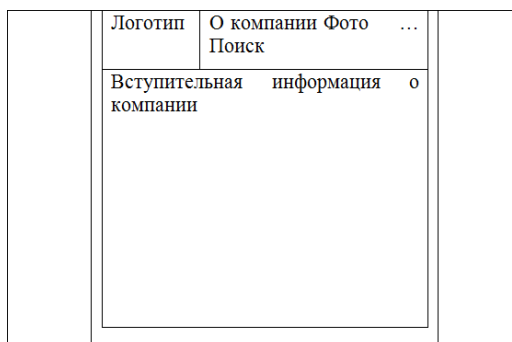 Логотип
О компании Фото …
Поиск
Вступительная информация о
компании